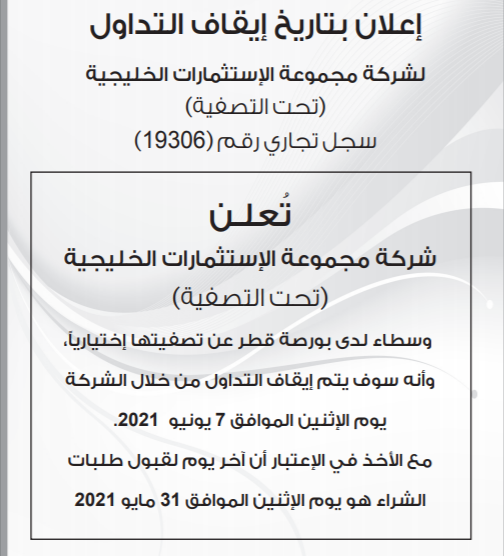 إعلان بتاريخ إيقاف التداول
لشركة مجموعة الإستثمارات الخليجية
(تحت التصفية)
سجل تجاري رقم (19306)
تُعلـن
شركة مجموعة الإستثمارات الخليجية
(تحت التصفية)
وسطاء لدى بورصة قطر عن تصفيتها إختيارياً،
وأنه سوف يتم إيقاف التداول من خلال الشركة
يوم الإثنين الموافق 7 يونيو 2021.
مع الأخذ في الإعتبار أن آخر يوم لقبول طلبات
الشراء هو يوم الإثنين الموافق 31 مايو 2021